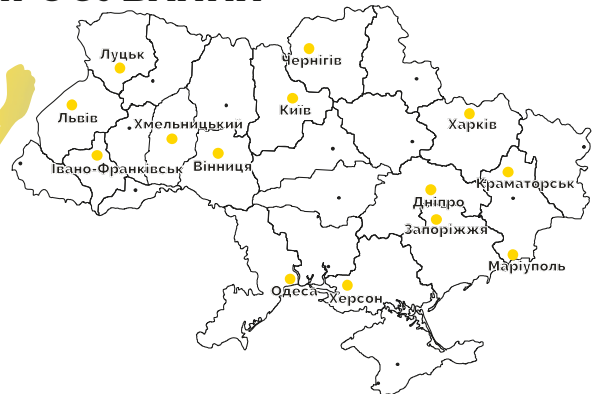 Луцьк
Чернігів
Київ
Львів
Хмельницький
Харків
Івано-Франківськ
Вінниця
Краматорськ
Дніпро
Запоріжжя
Маріуполь
Одеса
Херсон